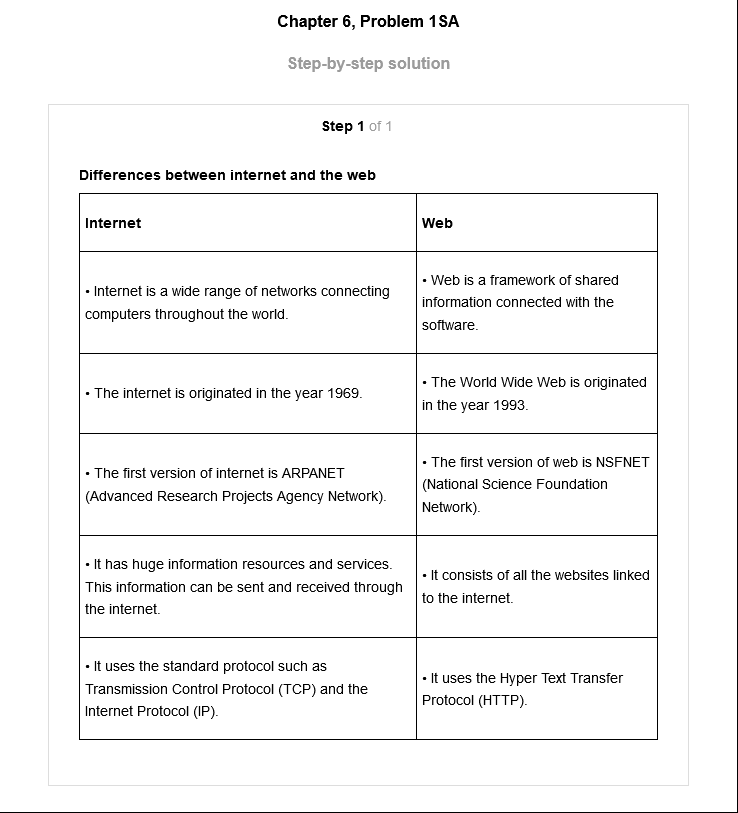 Chapter 6, Problem 1SA
Step-by-step solution
Step 1 of 1
Differences between internet and the web
Internet
Web
• Internet is a wide range of networks connecting
computers throughout the world.
• Web is a framework of shared
information connected with the
software.
• The internet is originated in the year 1969.
• The World Wide Web is originated
in the year 1993.
• The first version of internet is ARPANET
(Advanced Research Projects Agency Network).
• The first version of web is NSFNET
(National Science Foundation
Network).
• It has huge information resources and services.
This information can be sent and received through
the internet.
• It consists of all the websites linked
to the internet.
• It uses the standard protocol such as
Transmission Control Protocol (TCP) and the
Internet Protocol (IP).
• It uses the Hyper Text Transfer
Protocol (HTTP).